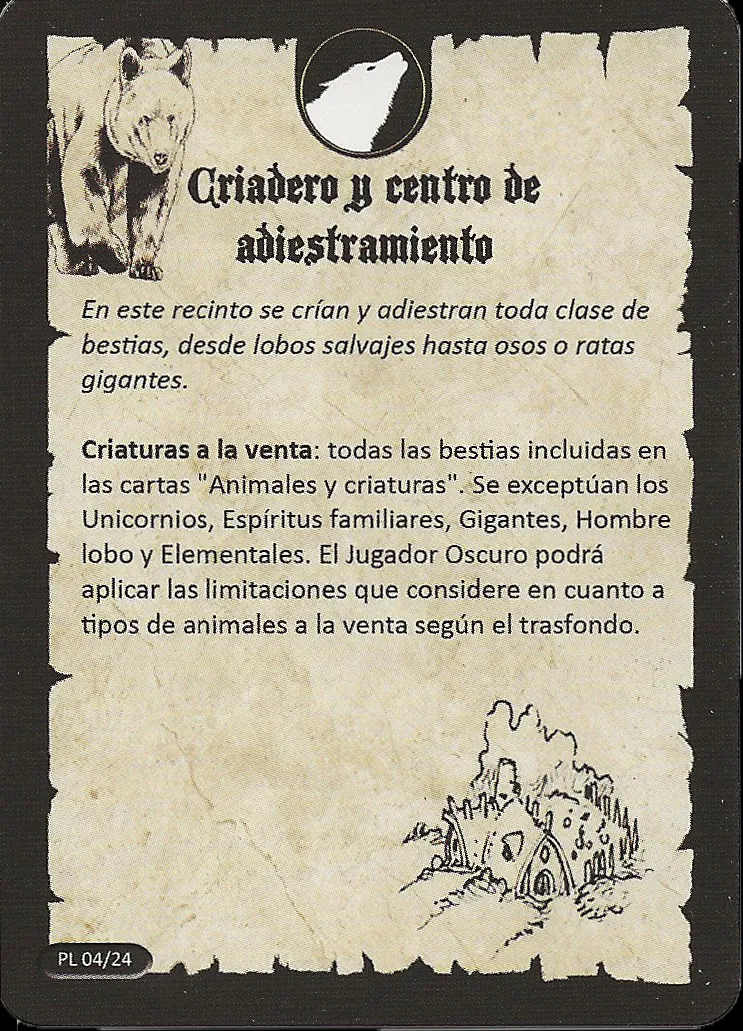 Criadero y centro de
adiestramiento
En este recinto se crían y adiestran toda clase de
bestias, desde lobos salvajes hasta osos o ratas
gigantes.
Criaturas a la venta: todas las bestias incluidas en
las cartas "Animales y criaturas". Se exceptúan los
Unicornios, Espíritus familiares, Gigantes, Hombre
lobo y Elementales. El Jugador Oscuro podrá
aplicar las limitaciones que considere en cuanto a
tipos de animales a la venta según el trasfondo.
PL 04/24